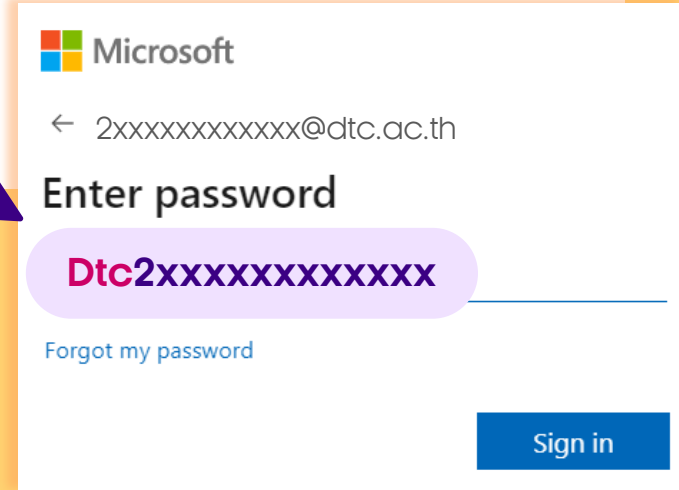 Microsoft
← 2xxxxxxxxxxxx@dtc.ac.th
Enter password
Dtc2xxxxxxxxxxxx
Forgot my password
Sign in